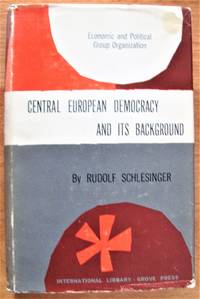 Economic and Political
Group Organization
CENTRAL EUROPEAN DEMOCRACY
AND ITS BACKGROUND
By RUDOLF SCHLESINGER
INTERNATIONAL LIBRARY · GROVE PRESS